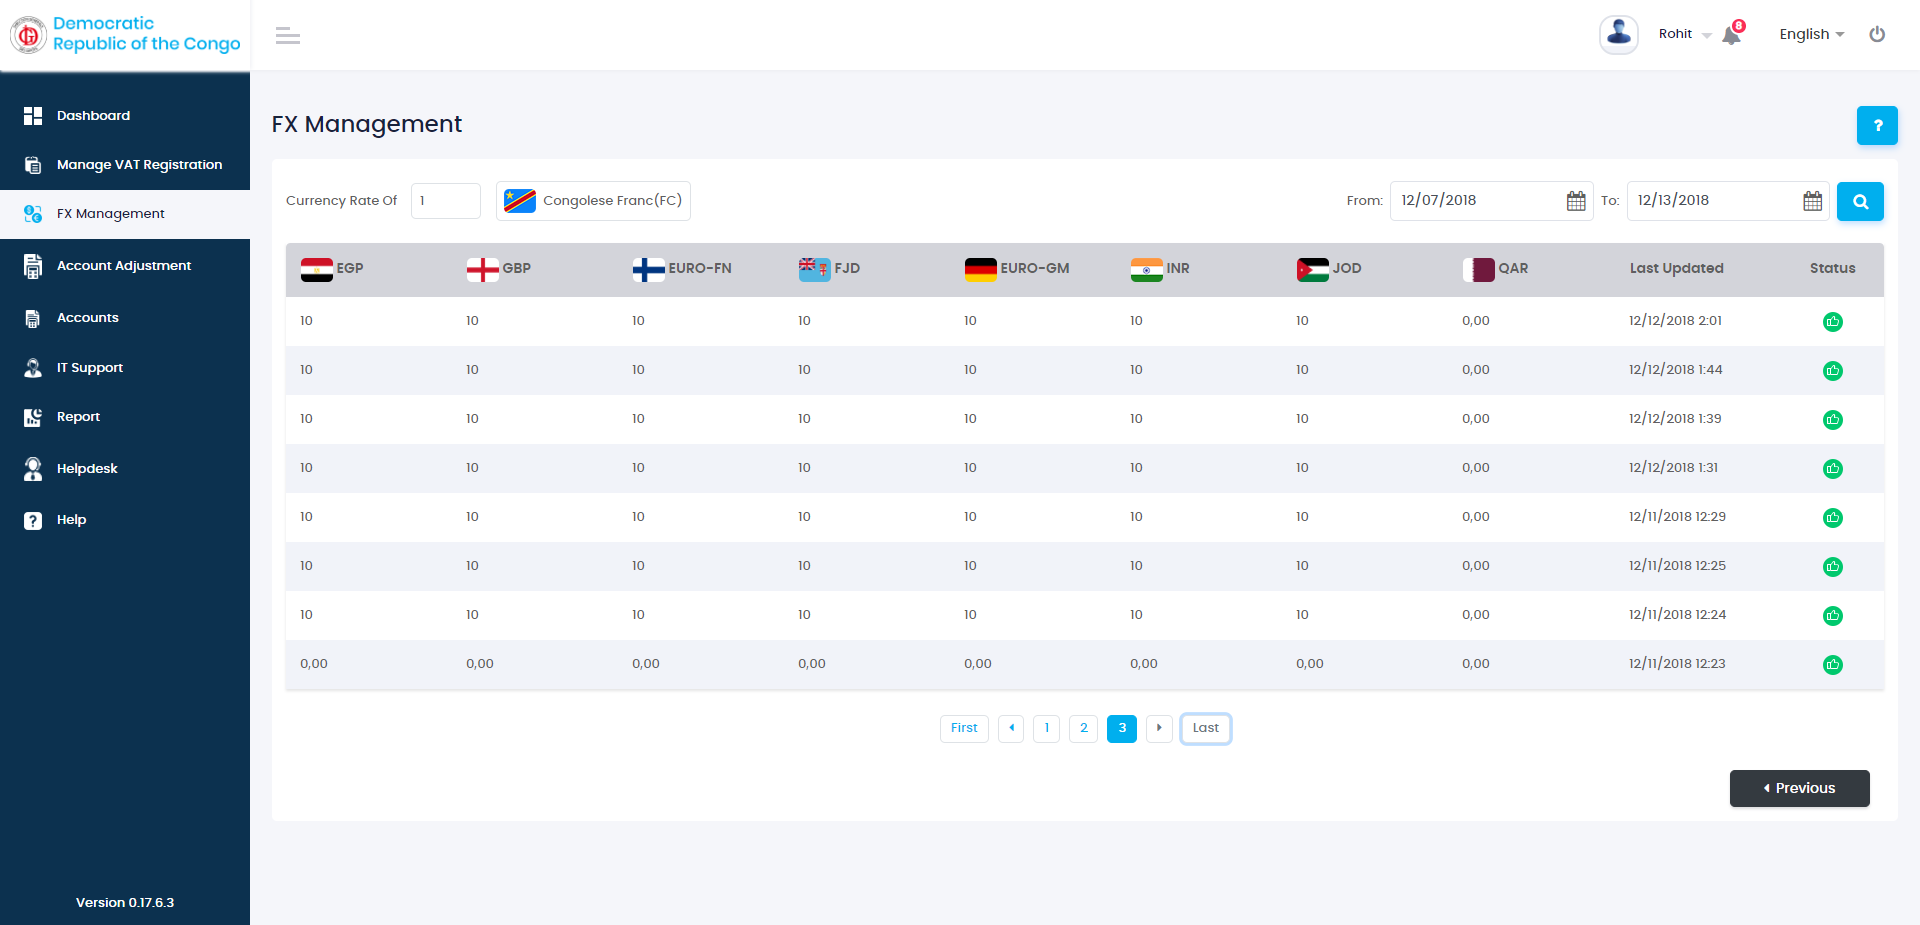 Democratic
Republic of the Congo
Rohit
8
English
Dashboard
Manage VAT Registration
FX Management
Account Adjustment
Accounts
IT Support
Report
Helpdesk
Help
Version 0.17.6.3
FX Management
?
Currency Rate Of 1 Congolese Franc(FC) From: 12/07/2018 To: 12/13/2018
EGP GBP EURO-FN FJD EURO-GM INR JOD QAR Last Updated Status
10 10 10 10 10 10 10 0,00 12/12/2018 2:01
10 10 10 10 10 10 10 0,00 12/12/2018 1:44
10 10 10 10 10 10 10 0,00 12/12/2018 1:39
10 10 10 10 10 10 10 0,00 12/12/2018 1:31
10 10 10 10 10 10 10 0,00 12/11/2018 12:29
10 10 10 10 10 10 10 0,00 12/11/2018 12:25
10 10 10 10 10 10 10 0,00 12/11/2018 12:24
0,00 0,00 0,00 0,00 0,00 0,00 0,00 0,00 12/11/2018 12:23
First 1 2 3 Last
Previous